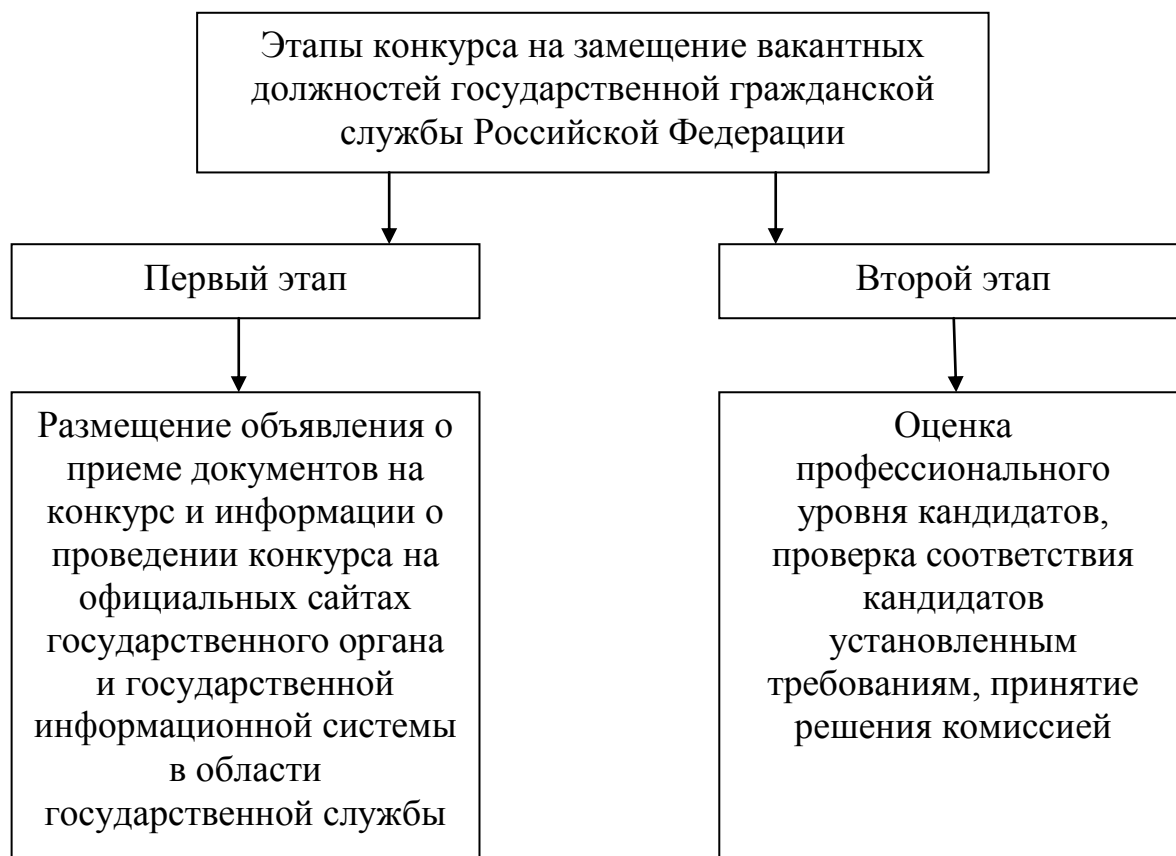 Этапы конкурса на замещение вакантных
должностей государственной гражданской
службы Российской Федерации
Первый этап
Второй этап
Размещение объявления о
приеме документов на
конкурс и информации о
проведении конкурса на
официальных сайтах
государственного органа
и государственной
информационной системы
в области
государственной службы
Оценка
профессионального
уровня кандидатов,
проверка соответствия
кандидатов
установленным
требованиям, принятие
решения комиссией